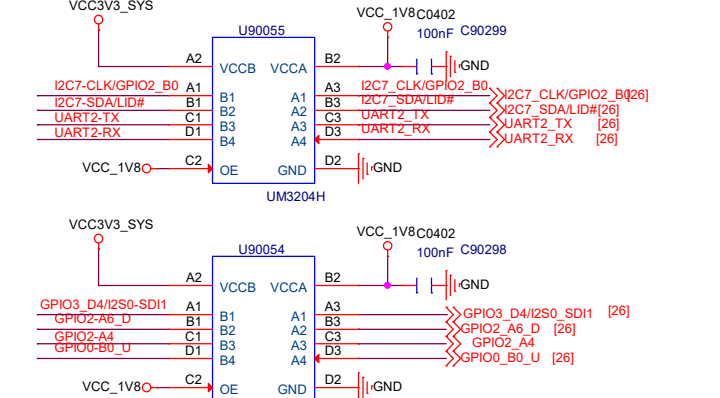 VCC3V3_SYS
VCC_1V8 C0402
U90055
100nF C90299
A2 VCCB VCCA B2
GND
I2C7-CLK/GPIO2_B0 A1 B1 A1 A3 I2C7_CLK/GPIO2_B0 I2C7_CLK/GPIO2_B0 [26]
I2C7-SDA/LID# B1 B2 A2 B3 I2C7_SDA/LID# I2C7_SDA/LID# [26]
UART2-TX C1 B3 A3 C3 UART2_TX UART2_TX [26]
UART2-RX D1 B4 A4 D3 UART2_RX UART2_RX [26]
VCC_1V8 C2 OE GND D2 GND
UM3204H
VCC3V3_SYS
VCC_1V8 C0402
U90054
100nF C90298
A2 VCCB VCCA B2
GND
GPIO3_D4/I2S0-SDI1 A1 B1 A1 A3 GPIO3_D4/I2S0_SDI1 [26]
GPIO2-A6_D B1 B2 A2 B3 GPIO2_A6_D [26]
GPIO2-A4 C1 B3 A3 C3 GPIO2_A4
GPIO0-B0_U D1 B4 A4 D3 GPIO0_B0_U [26]
VCC_1V8 C2 OE GND D2 GND